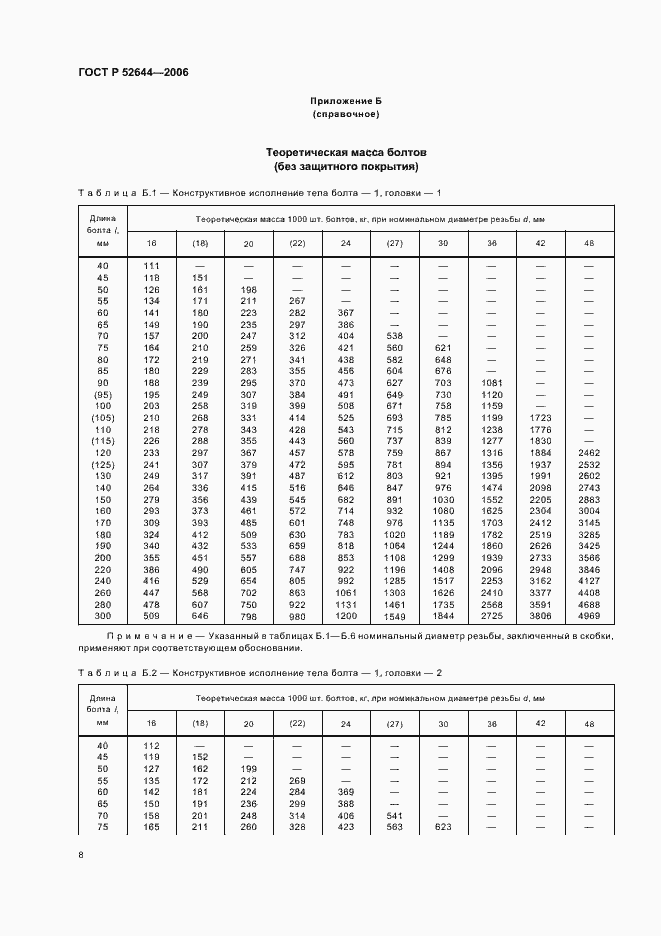 ГОСТ Р 52644—2006
Приложение Б
(справочное)
Теоретическая масса болтов
(без защитного покрытия)
Таблица Б.1 — Конструктивное исполнение тела болта — 1, головки — 1
Длина болта l, мм
Теоретическая масса 1000 шт. болтов, кг, при номинальном диаметре резьбы d, мм
16 (18) 20 (22) 24 (27) 30 36 42 48
40 111 — — — — — — — — —
45 118 151 — — — — — — — —
50 126 161 198 — — — — — — —
55 134 171 211 267 — — — — — —
60 141 180 223 282 367 — — — — —
65 149 190 235 297 386 — — — — —
70 157 200 247 312 404 538 — — — —
75 164 210 259 326 421 560 621 — — —
80 172 219 271 341 438 582 648 — — —
85 180 229 283 355 456 604 676 — — —
90 188 239 295 370 473 627 703 1081 — —
(95) 195 249 307 384 491 649 730 1120 — —
100 203 258 319 399 508 671 758 1159 — —
(105) 210 268 331 414 525 693 785 1199 1723 —
110 218 278 343 428 543 715 812 1238 1776 —
(115) 226 288 355 443 560 737 839 1277 1830 —
120 233 297 367 457 578 759 867 1316 1884 2462
(125) 241 307 379 472 595 781 894 1356 1937 2532
130 249 317 391 487 612 803 921 1395 1991 2602
140 264 336 415 516 646 847 976 1474 2098 2743
150 279 356 439 545 682 891 1030 1552 2205 2883
160 293 373 461 572 714 932 1080 1625 2304 3004
170 309 393 485 601 748 976 1135 1703 2412 3145
180 324 412 509 630 783 1020 1189 1782 2519 3285
190 340 432 533 659 818 1064 1244 1860 2626 3425
200 355 451 557 688 853 1108 1299 1939 2733 3566
220 386 490 605 747 922 1196 1408 2096 2948 3846
240 416 529 654 805 992 1285 1517 2253 3162 4127
260 447 568 702 863 1061 1303 1626 2410 3377 4408
280 478 607 750 922 1131 1461 1735 2568 3591 4688
300 509 646 798 980 1200 1549 1844 2725 3806 4969
Примечание — Указанный в таблицах Б.1—Б.6 номинальный диаметр резьбы, заключенный в скобки,
применяют при соответствующем обосновании.
Таблица Б.2 — Конструктивное исполнение тела болта — 1, головки — 2
Длина болта l, мм
Теоретическая масса 1000 шт. болтов, кг, при номинальном диаметре резьбы d, мм
16 (18) 20 (22) 24 (27) 30 36 42 48
40 112 — — — — — — — — —
45 119 152 — — — — — — — —
50 127 162 199 — — — — — — —
55 135 172 212 269 — — — — — —
60 142 181 224 284 369 — — — — —
65 150 191 236 299 388 — — — — —
70 158 201 248 314 406 541 — — — —
75 165 211 260 328 423 563 623 — — —
8